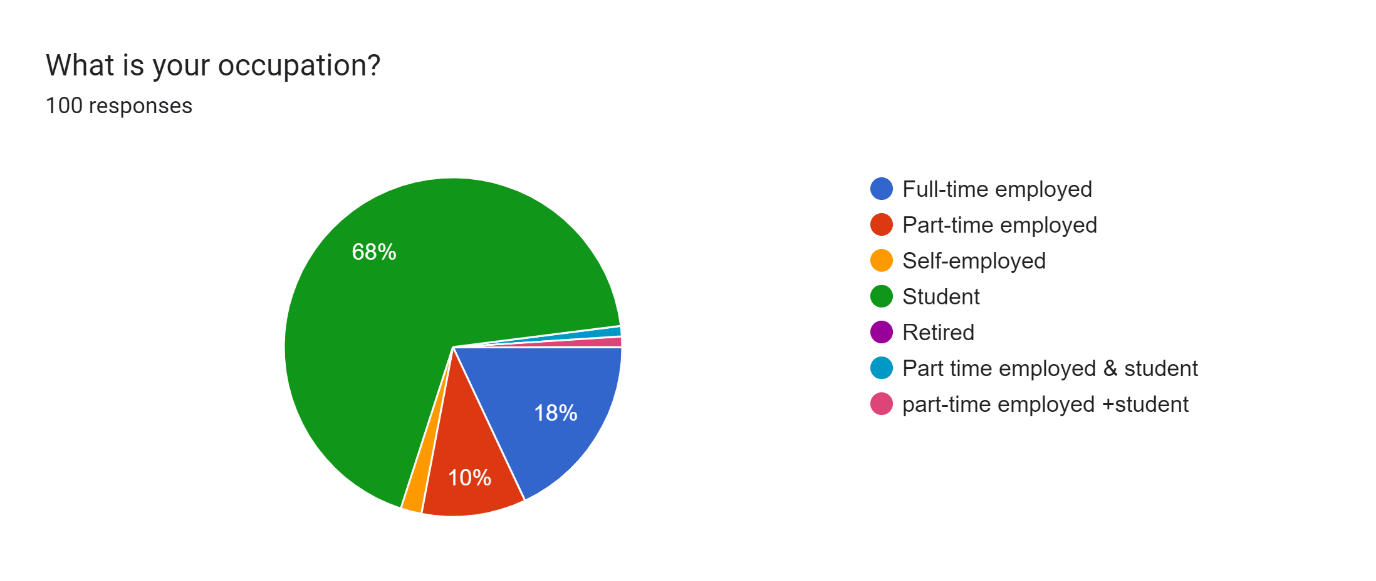 What is your occupation?
100 responses
68%
18%
10%
Full-time employed
Part-time employed
Self-employed
Student
Retired
Part time employed & student
part-time employed +student